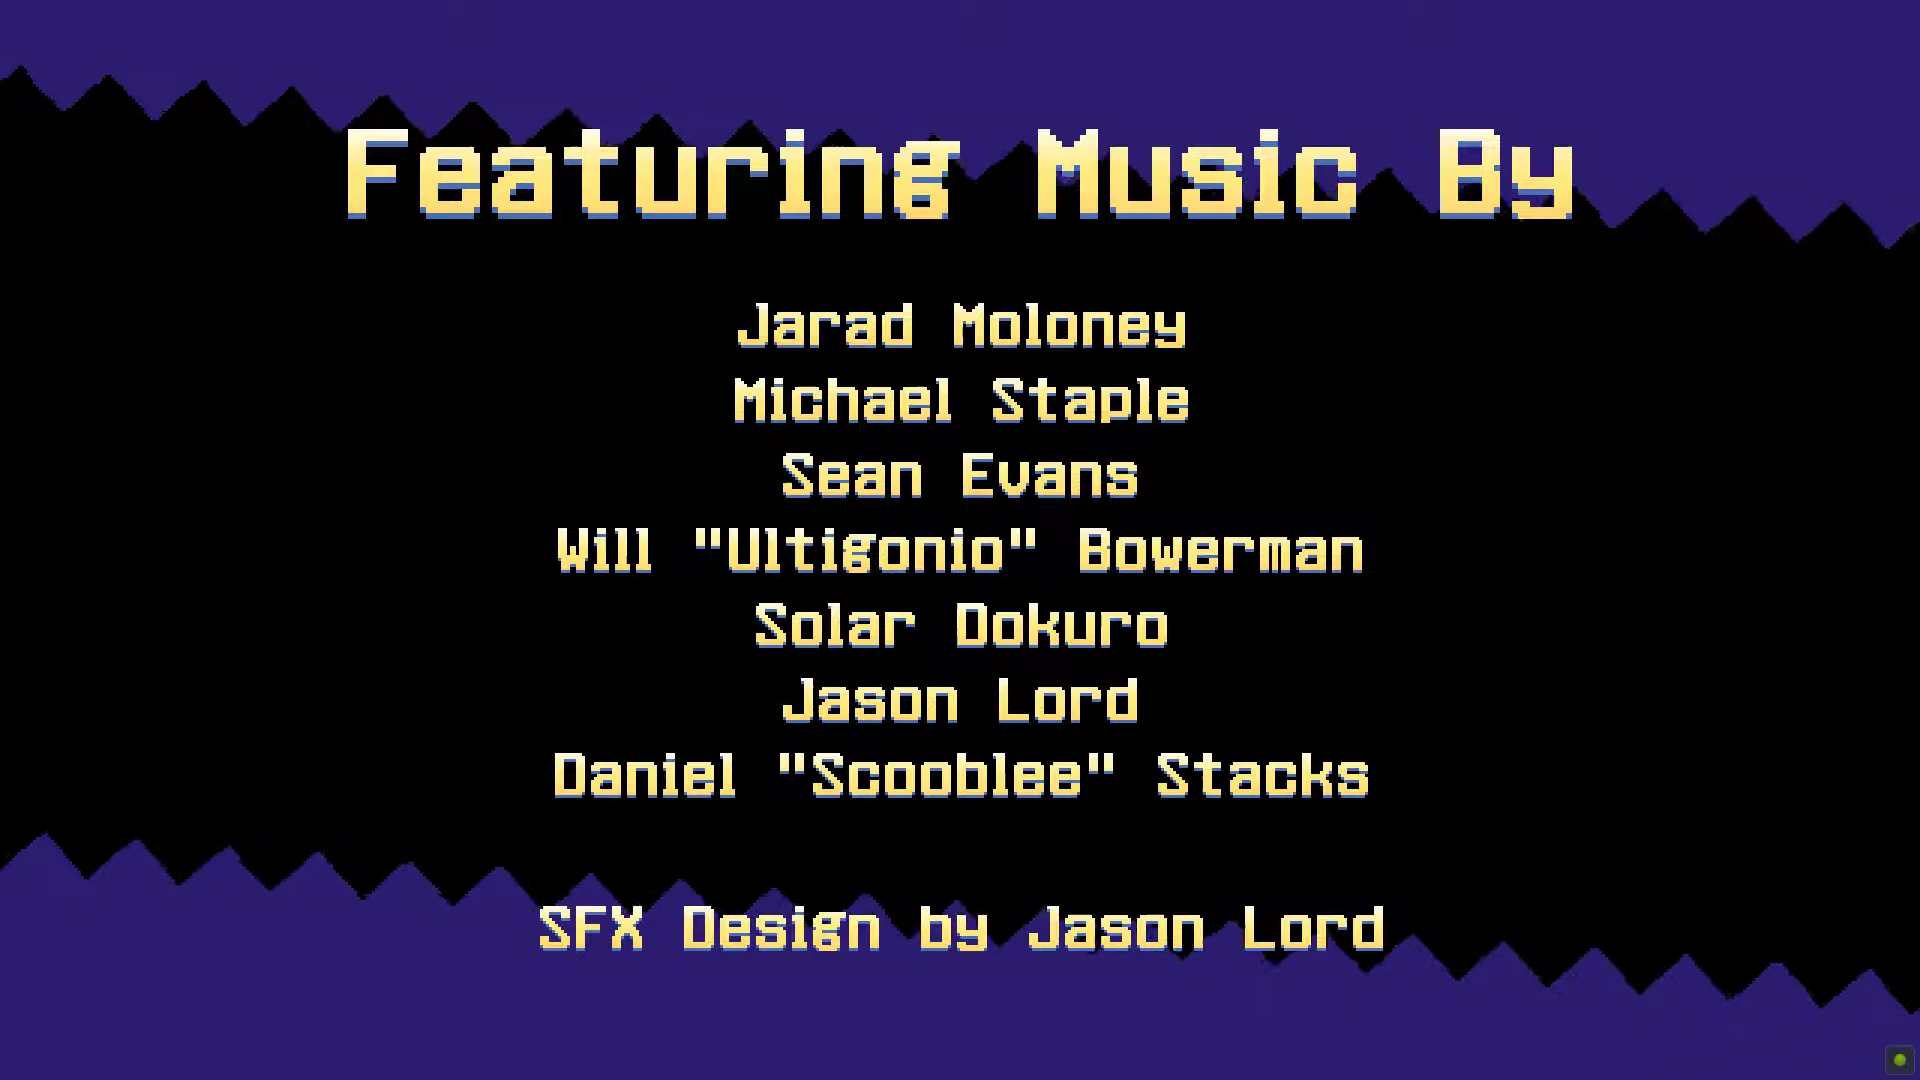 Featuring Music By
Jarad Moloney
Michael Staple
Sean Evans
Will "Ultigonio" Bowerman
Solar Dokuro
Jason Lord
Daniel "Scooblee" Stacks
SFX Design by Jason Lord